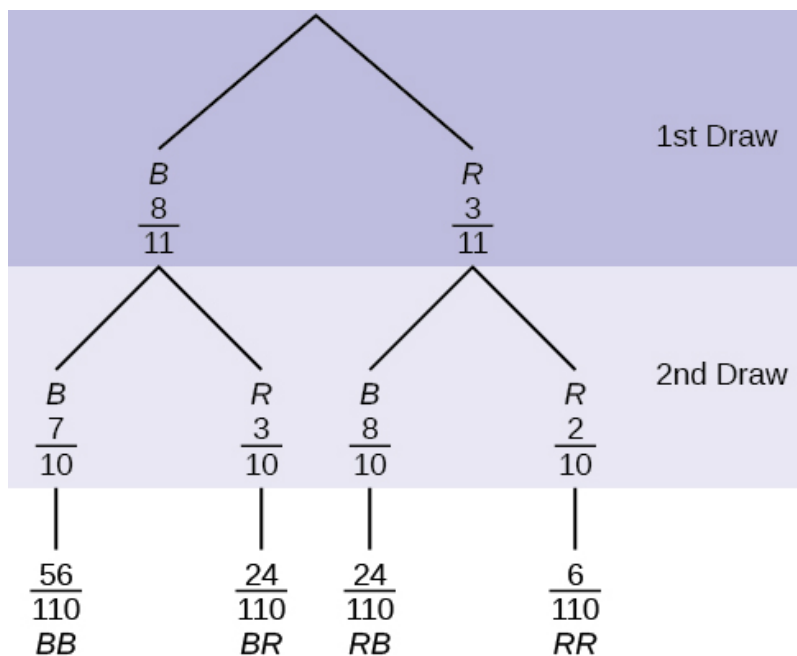 1st Draw
B R
8/11 3/11
2nd Draw
B R B R
7/10 3/10 8/10 2/10
56/110 24/110 24/110 6/110
BB BR RB RR